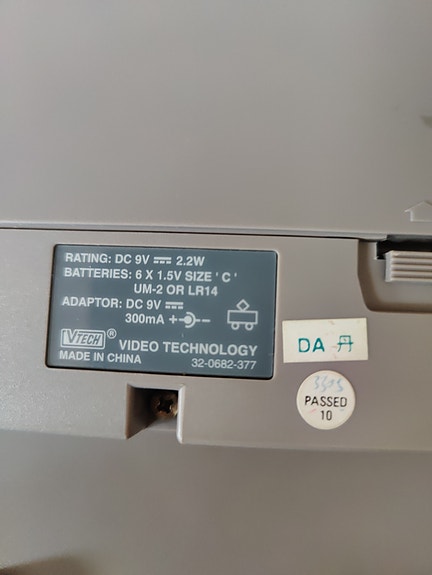 RATING: DC 9V ⎓ 2.2W
BATTERIES: 6 X 1.5V SIZE ' C '
UM-2 OR LR14
ADAPTOR: DC 9V ⎓
300mA +
VTECH ® VIDEO TECHNOLOGY
MADE IN CHINA 32-0682-377
DA
PASSED
10